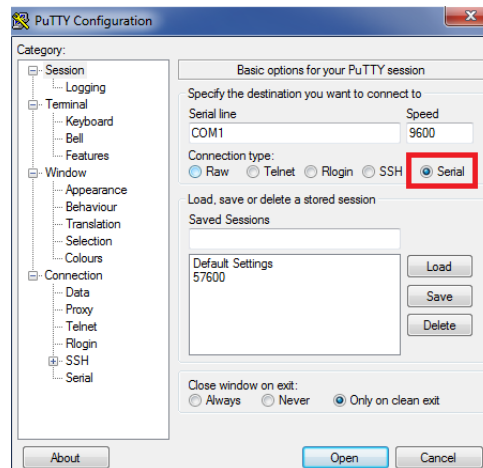 PuTTY Configuration
Category:
Session
Logging
Terminal
Keyboard
Bell
Features
Window
Appearance
Behaviour
Translation
Selection
Colours
Connection
Data
Proxy
Telnet
Rlogin
SSH
Serial
Basic options for your PuTTY session
Specify the destination you want to connect to
Serial line Speed
COM1 9600
Connection type:
Raw Telnet Rlogin SSH Serial
Load, save or delete a stored session
Saved Sessions
Default Settings
57600
Load
Save
Delete
Close window on exit:
Always Never Only on clean exit
About Open Cancel